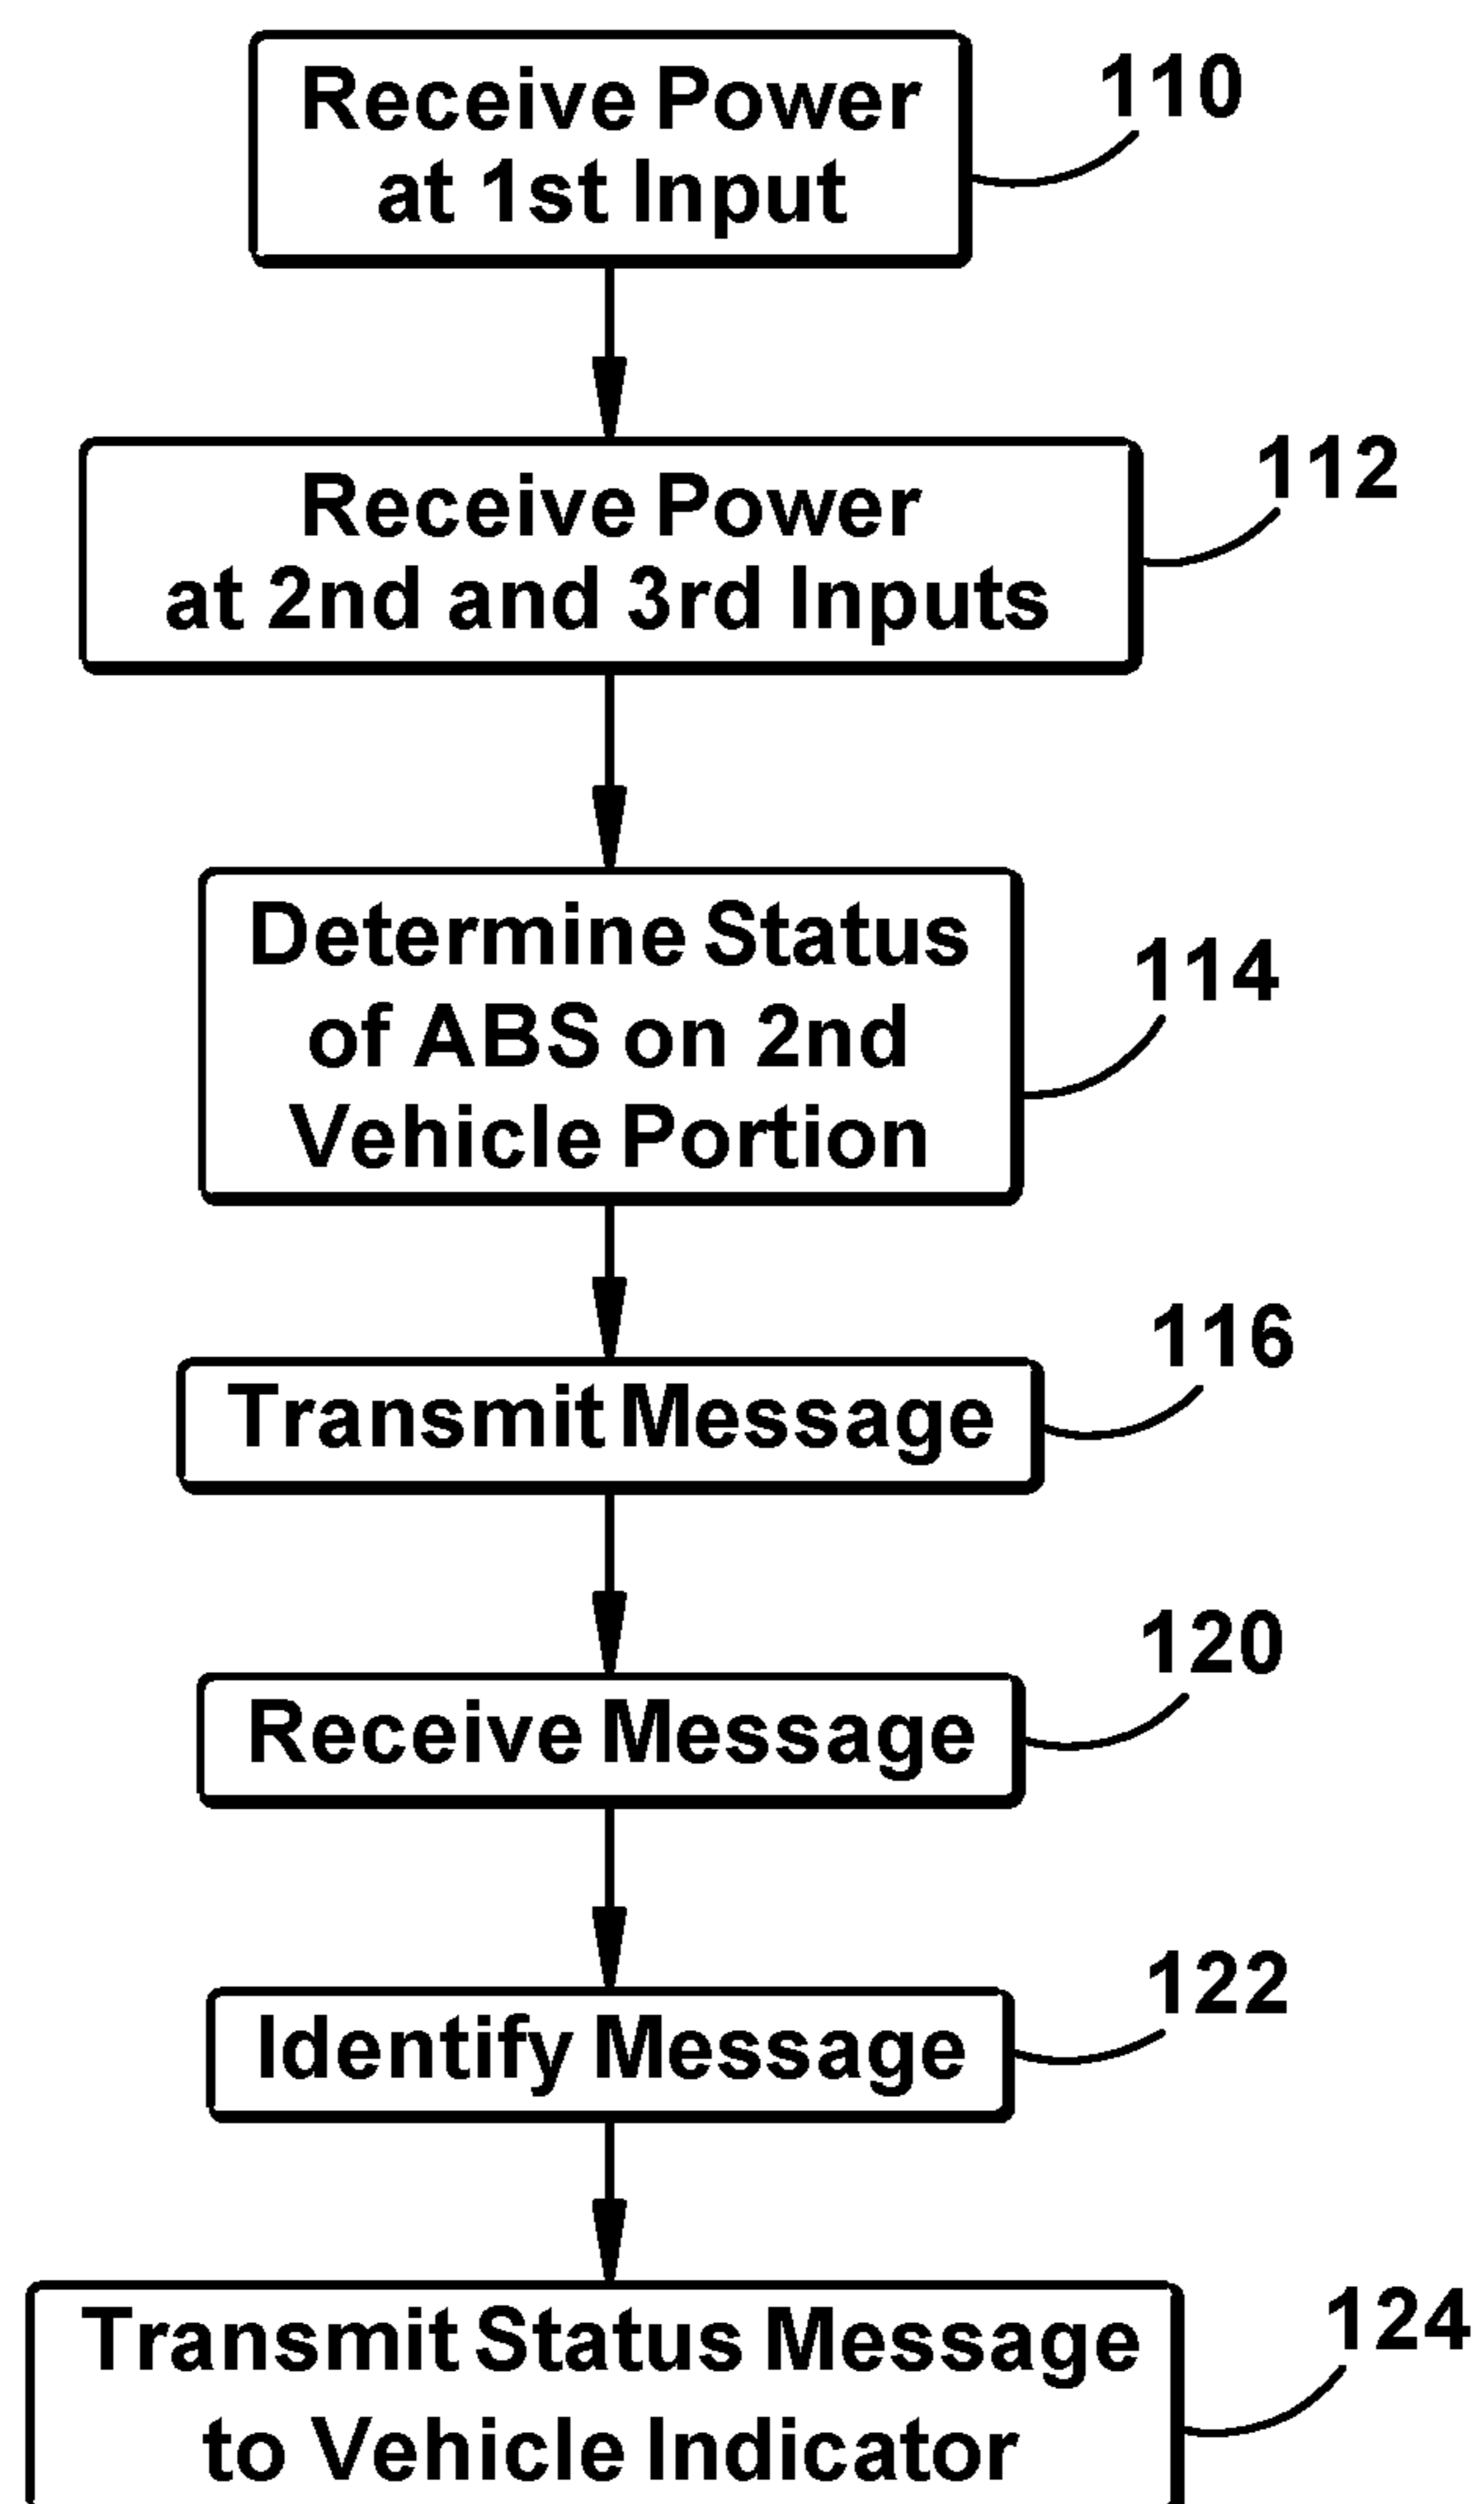 Receive Power
at 1st Input
110
Receive Power
at 2nd and 3rd Inputs
112
Determine Status
of ABS on 2nd
Vehicle Portion
114
Transmit Message
116
Receive Message
120
Identify Message
122
Transmit Status Message
to Vehicle Indicator
124